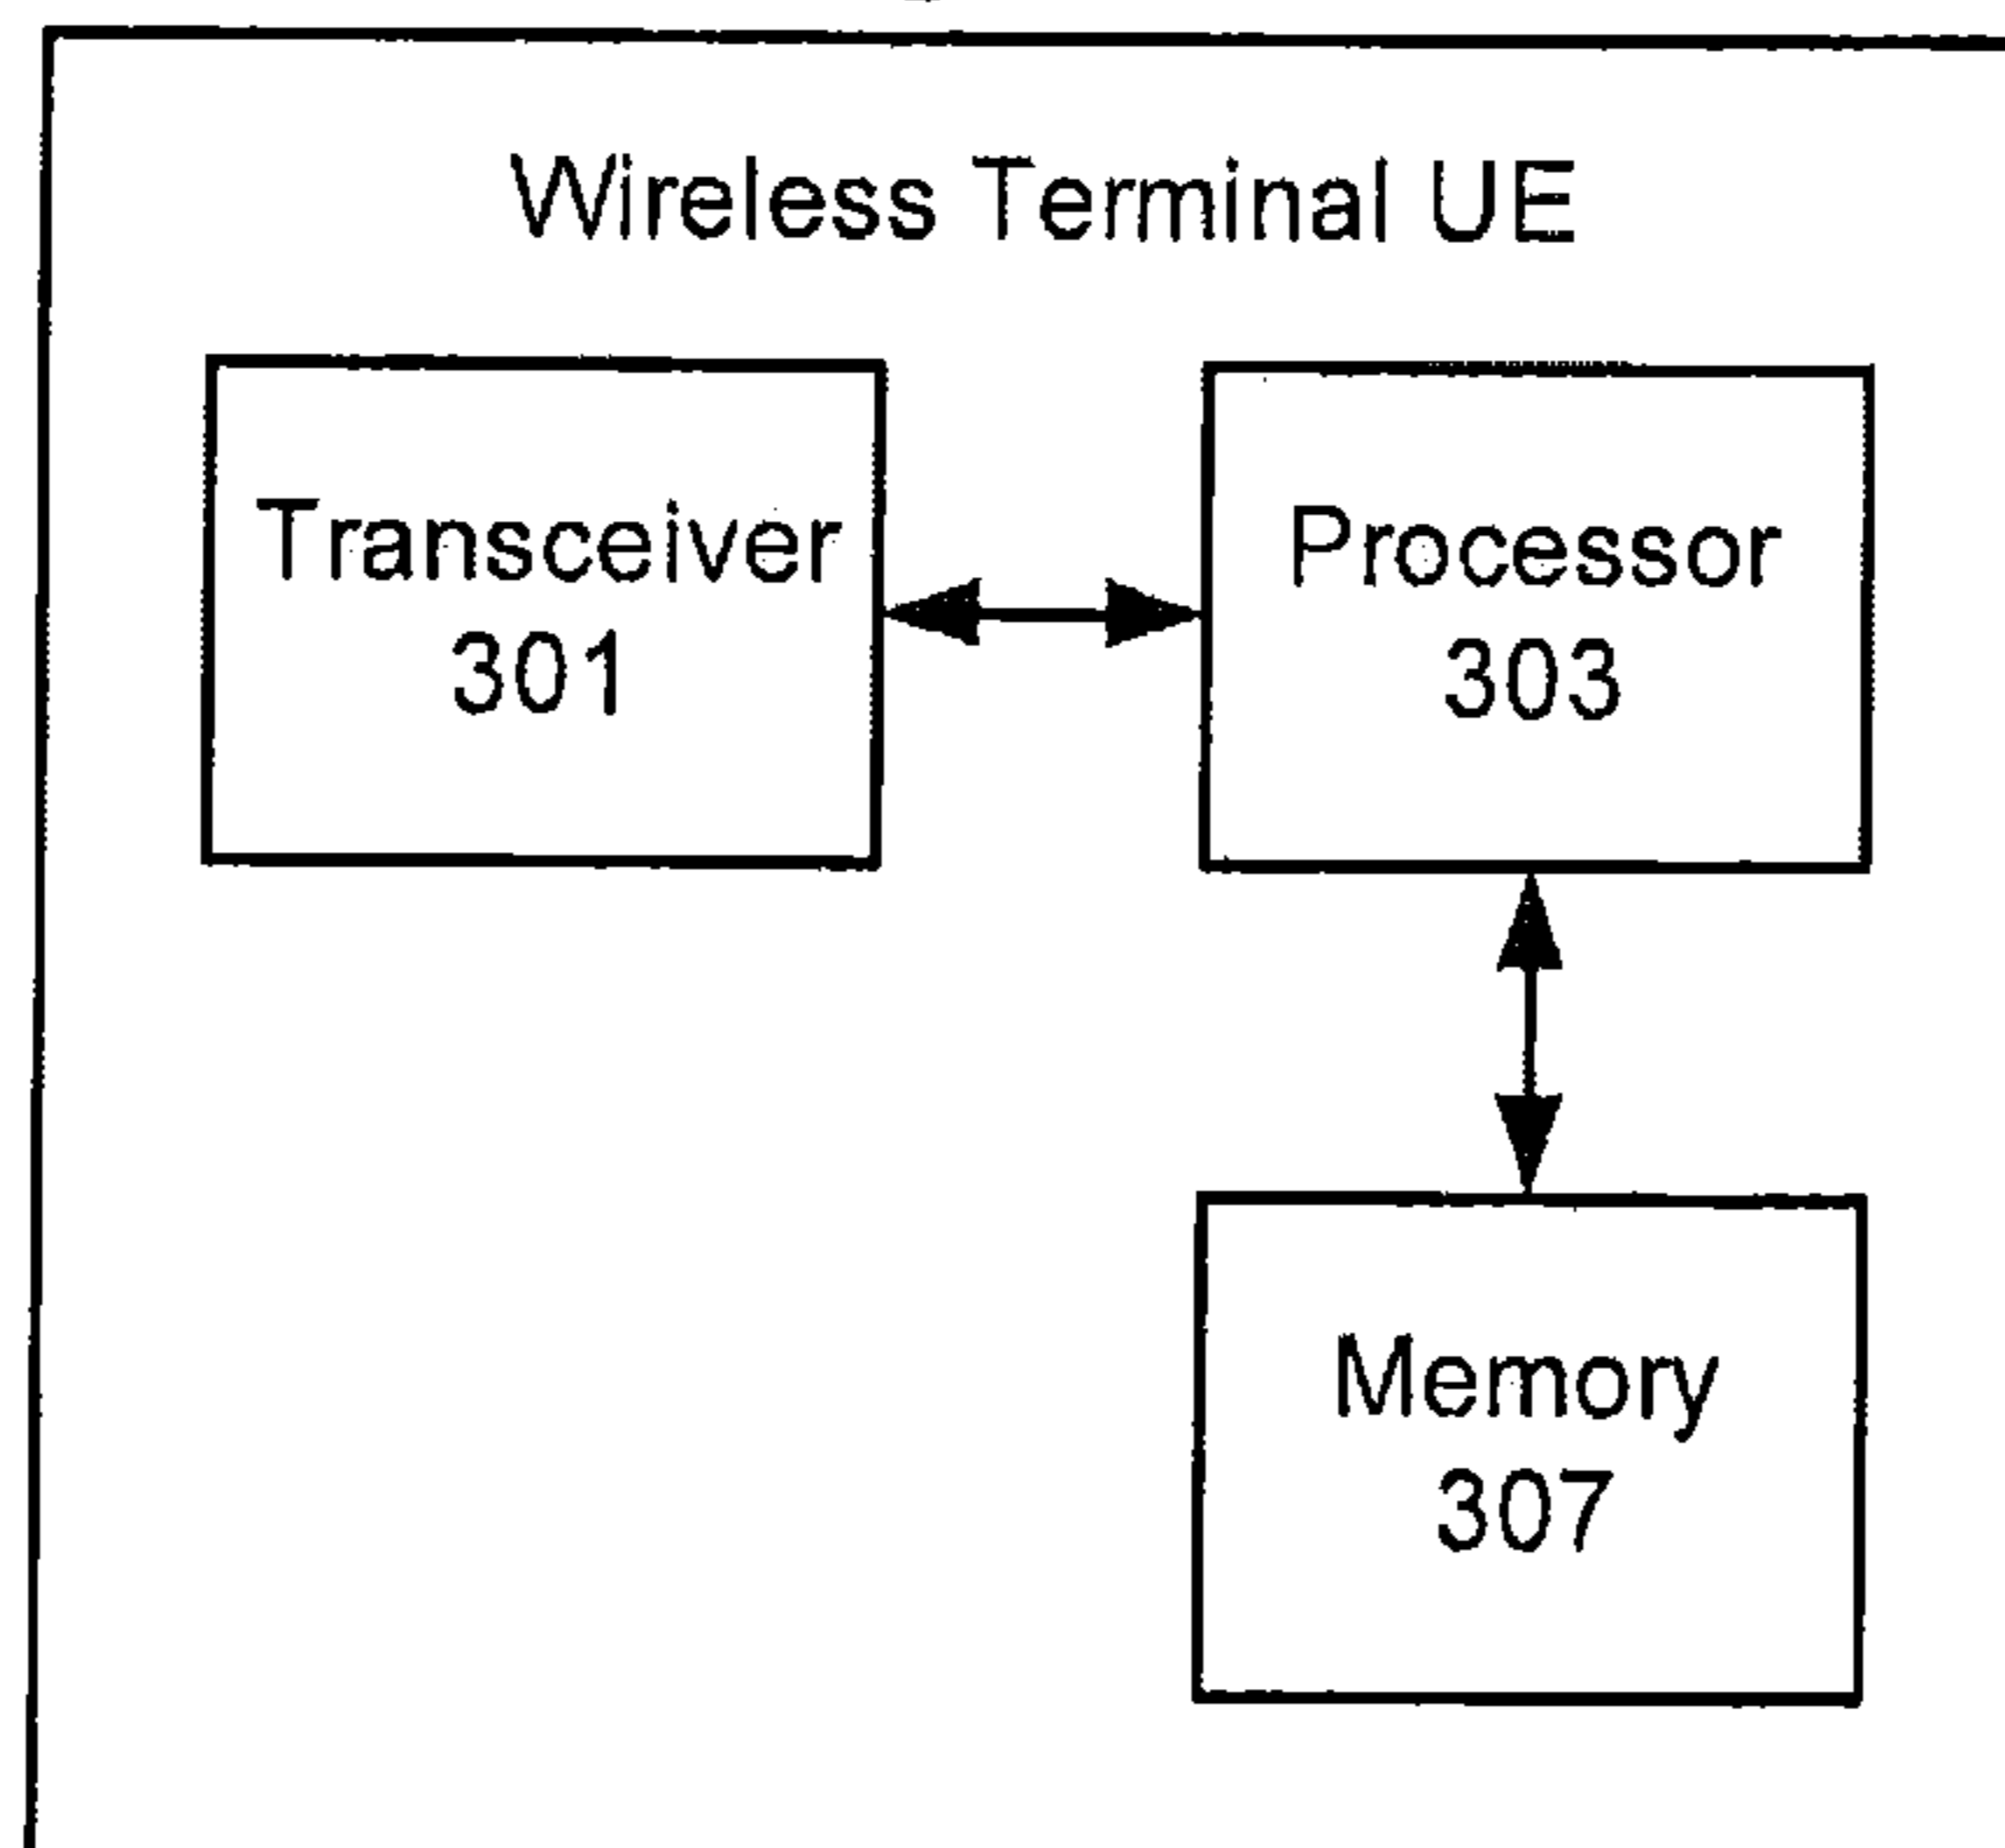 Wireless Terminal UE
Transceiver
301
Processor
303
Memory
307